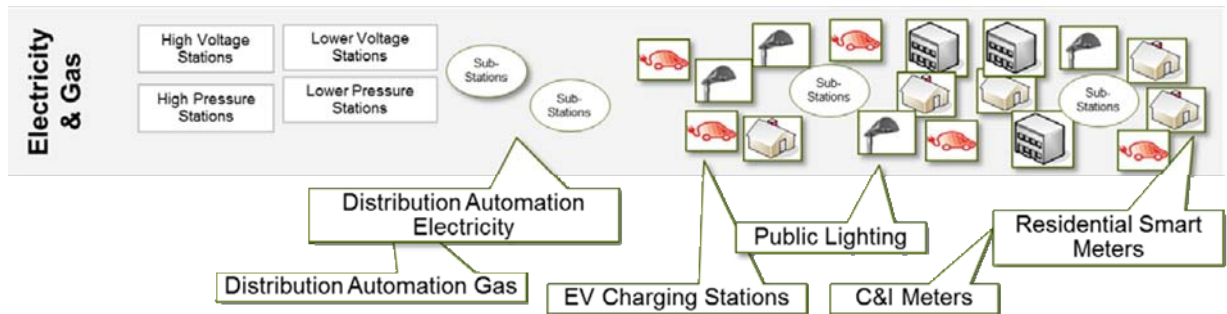 Electricity
& Gas
High Voltage
Stations
Lower Voltage
Stations
High Pressure
Stations
Lower Pressure
Stations
Sub-
Stations
Sub-
Stations
Sub-
Stations
Sub-
Stations
Distribution Automation
Electricity
Distribution Automation Gas
EV Charging Stations
Public Lighting
C&I Meters
Residential Smart
Meters